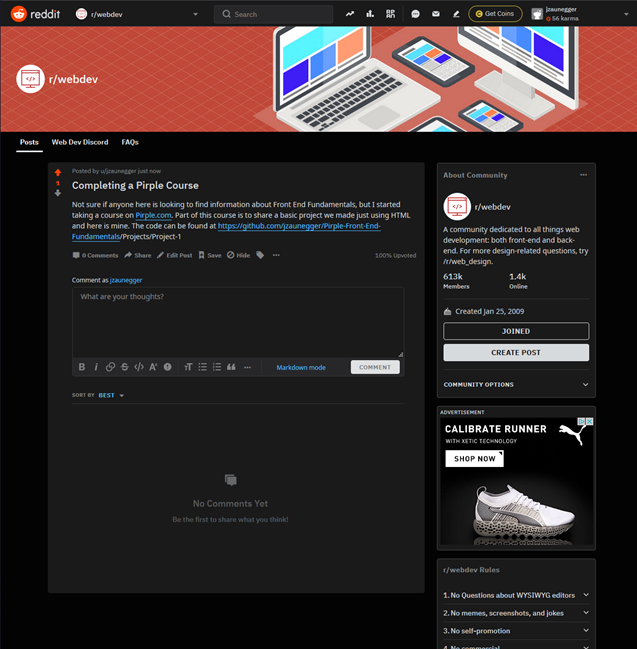 reddit
r/webdev
Search
Get Coins
jzaunegger
56 karma
r/webdev
Posts
Web Dev Discord
FAQs
Posted by u/jzaunegger just now
1
Completing a Pirple Course
Not sure if anyone here is looking to find information about Front End Fundamentals, but I started
taking a course on Pirple.com. Part of this course is to share a basic project we made just using HTML
and here is mine. The code can be found at https://github.com/jzaunegger/Pirple-Front-End-
Fundamentals/Projects/Project-1
0 Comments
Share
Edit Post
Save
Hide
100% Upvoted
Comment as jzaunegger
What are your thoughts?
Markdown mode
COMMENT
SORT BY BEST
No Comments Yet
Be the first to share what you think!
About Community
r/webdev
A community dedicated to all things web
development: both front-end and back-
end. For more design-related questions, try
/r/web_design.
613k
Members
1.4k
Online
Created Jan 25, 2009
JOINED
CREATE POST
COMMUNITY OPTIONS
ADVERTISEMENT
CALIBRATE RUNNER
WITH XETIC TECHNOLOGY
SHOP NOW
r/webdev Rules
1. No Questions about WYSIWYG editors
2. No memes, screenshots, and jokes
3. No self-promotion
4. No commercial